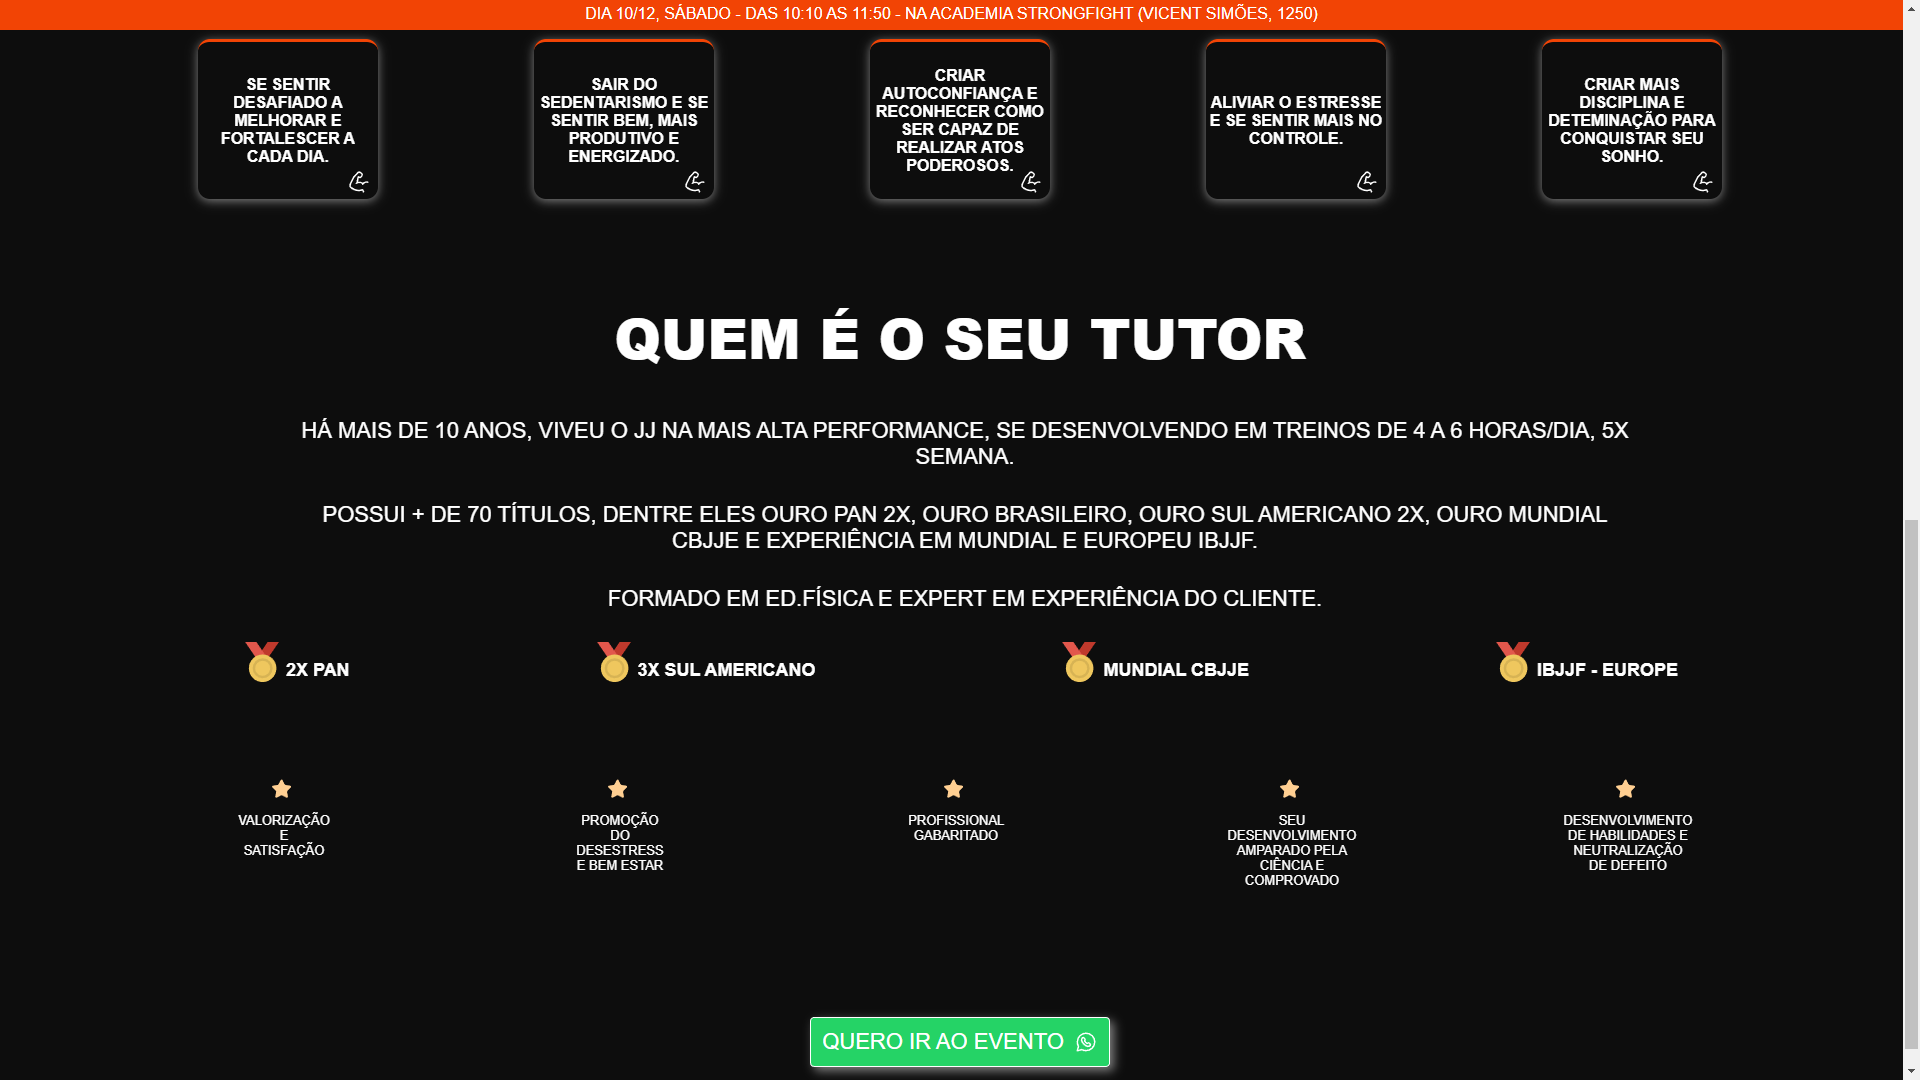 DIA 10/12, SÁBADO - DAS 10:10 AS 11:50 - NA ACADEMIA STRONGFIGHT (VICENT SIMÕES, 1250)
SE SENTIR
DESAFIADO A
MELHORAR E
FORTALESCER A
CADA DIA.
SAIR DO
SEDENTARISMO E SE
SENTIR BEM, MAIS
PRODUTIVO E
ENERGIZADO.
CRIAR
AUTOCONFIANÇA E
RECONHECER COMO
SER CAPAZ DE
REALIZAR ATOS
PODEROSOS.
ALIVIAR O ESTRESSE
E SE SENTIR MAIS NO
CONTROLE.
CRIAR MAIS
DISCIPLINA E
DETEMINAÇÃO PARA
CONQUISTAR SEU
SONHO.
QUEM É O SEU TUTOR
HÁ MAIS DE 10 ANOS, VIVEU O JJ NA MAIS ALTA PERFORMANCE, SE DESENVOLVENDO EM TREINOS DE 4 A 6 HORAS/DIA, 5X
SEMANA.
POSSUI + DE 70 TÍTULOS, DENTRE ELES OURO PAN 2X, OURO BRASILEIRO, OURO SUL AMERICANO 2X, OURO MUNDIAL
CBJJE E EXPERIÊNCIA EM MUNDIAL E EUROPEU IBJJF.
FORMADO EM ED.FÍSICA E EXPERT EM EXPERIÊNCIA DO CLIENTE.
2X PAN
3X SUL AMERICANO
MUNDIAL CBJJE
IBJJF - EUROPE
VALORIZAÇÃO
E
SATISFAÇÃO
PROMOÇÃO
DO
DESESTRESS
E BEM ESTAR
PROFISSIONAL
GABARITADO
SEU
DESENVOLVIMENTO
AMPARADO PELA
CIÊNCIA E
COMPROVADO
DESENVOLVIMENTO
DE HABILIDADES E
NEUTRALIZAÇÃO
DE DEFEITO
QUERO IR AO EVENTO